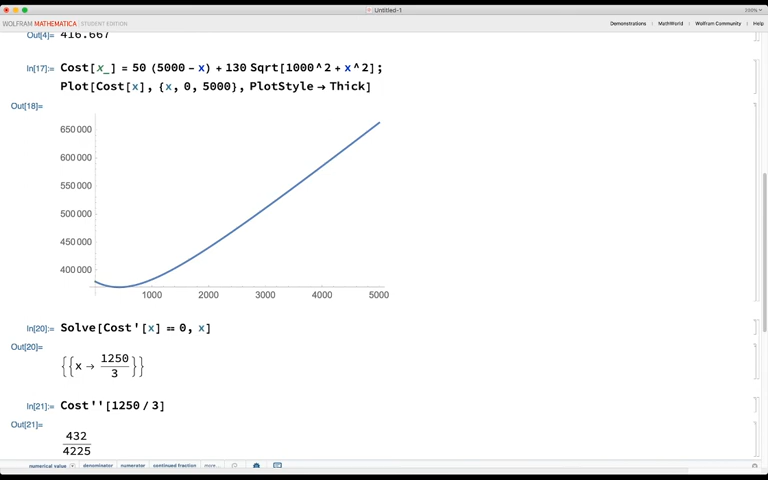 Untitled-1
200%
WOLFRAM MATHEMATICA | STUDENT EDITION
Demonstrations | MathWorld | Wolfram Community | Help
Out[4]= 416.667
In[17]:= Cost[x_] = 50 (5000 - x) + 130 Sqrt[1000^2 + x^2];
Plot[Cost[x], {x, 0, 5000}, PlotStyle → Thick]
Out[18]=
650 000
600 000
550 000
500 000
450 000
400 000
1000 2000 3000 4000 5000
In[20]:= Solve[Cost'[x] == 0, x]
Out[20]=
{{x → 1250/3}}
In[21]:= Cost''[1250 / 3]
Out[21]=
432
4225
numerical value denominator numerator continued fraction more...